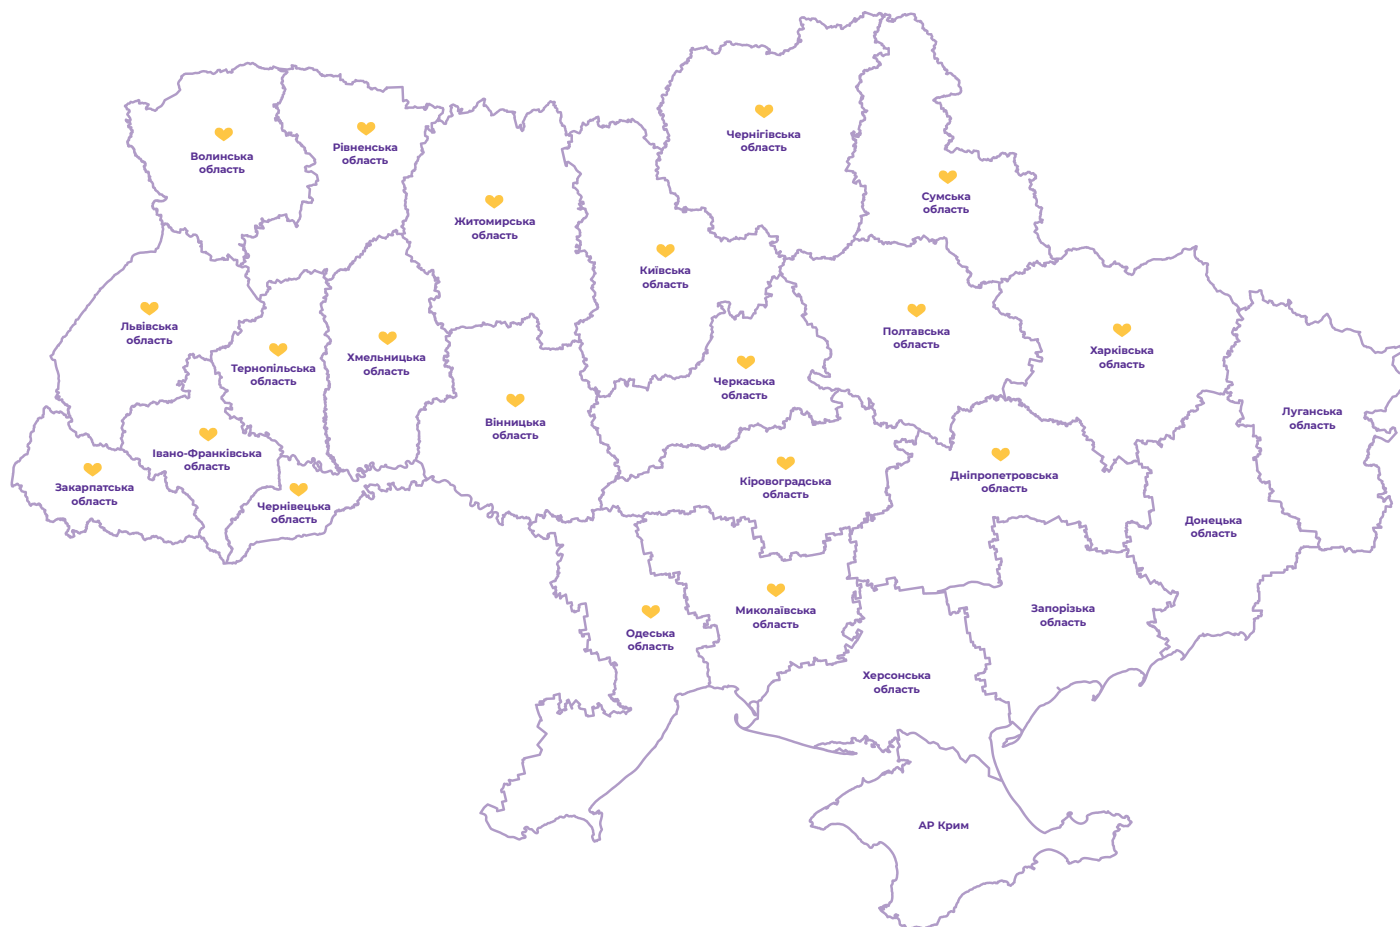 Чернігівська
область
Рівненська
область
Волинська
область
Сумська
область
Житомирська
область
Київська
область
Львівська
область
Полтавська
область
Харківська
область
Хмельницька
область
Тернопільська
область
Черкаська
область
Луганська
область
Вінницька
область
Івано-Франківська
область
Дніпропетровська
область
Кіровоградська
область
Закарпатська
область
Чернівецька
область
Донецька
область
Запорізька
область
Миколаївська
область
Одеська
область
Херсонська
область
АР Крим